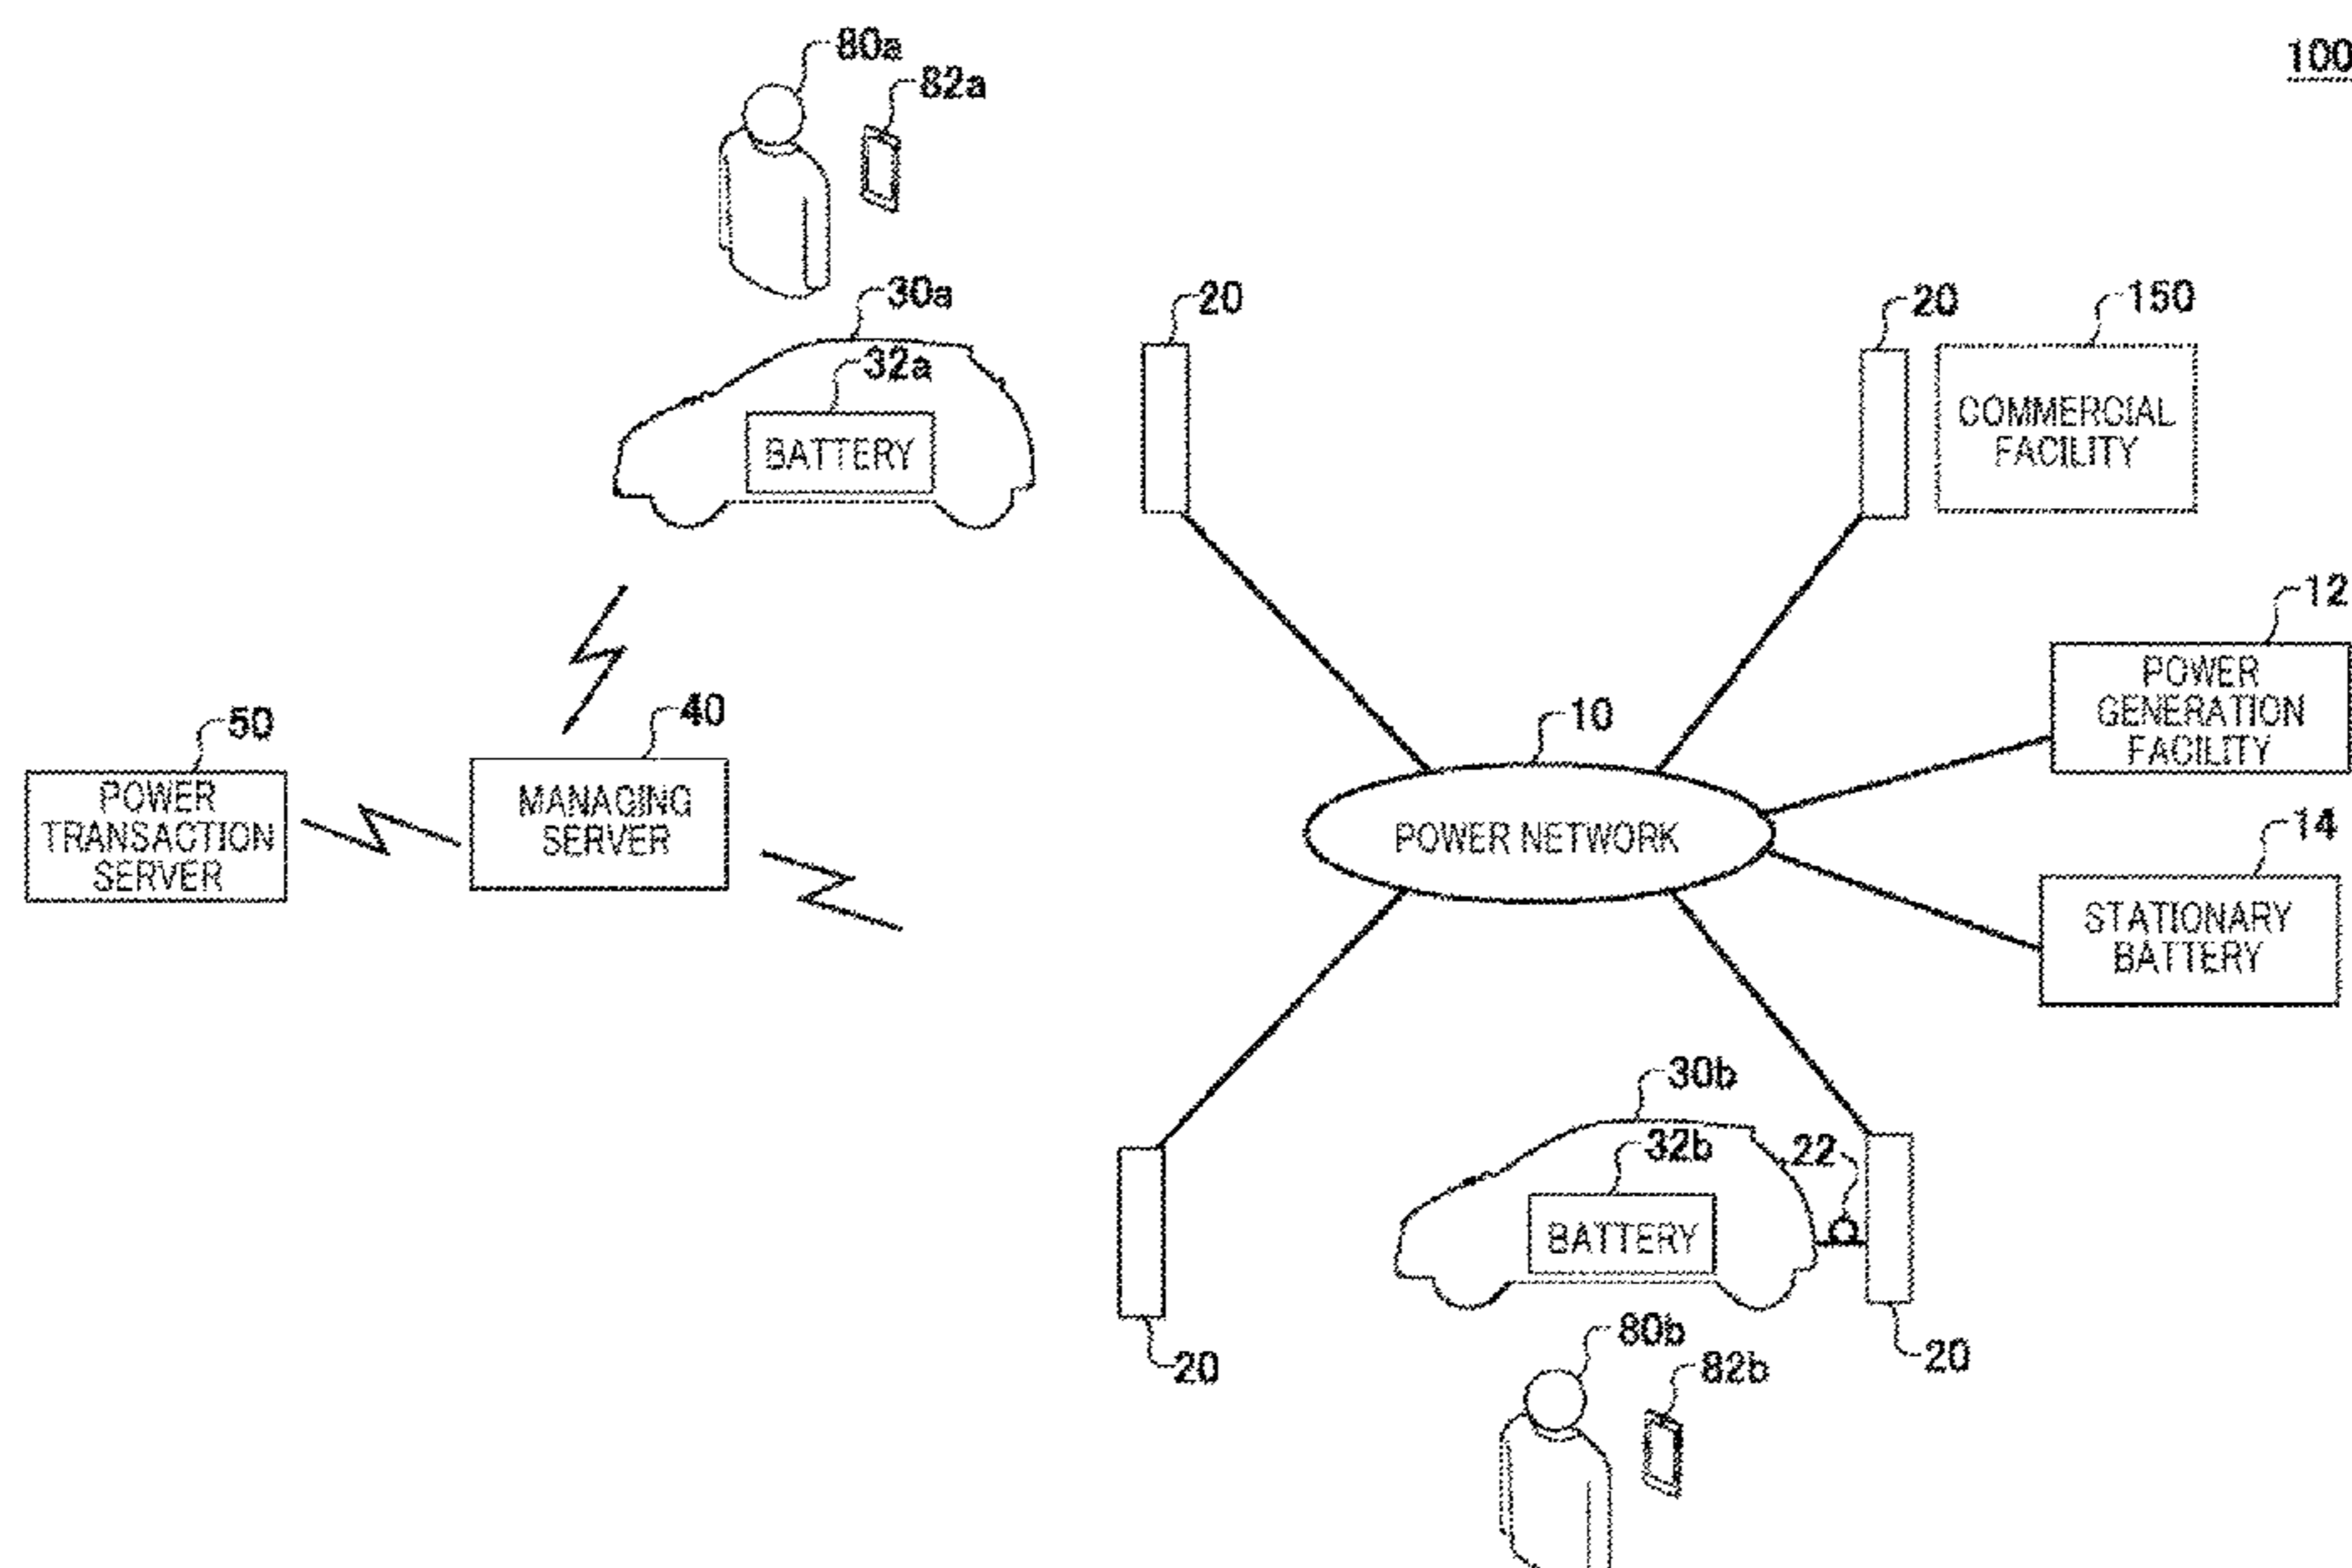 100
80a
82a
30a
32a
BATTERY
20
20
150
COMMERCIAL
FACILITY
12
POWER
GENERATION
FACILITY
50
POWER
TRANSACTION
SERVER
40
MANAGING
SERVER
10
POWER NETWORK
14
STATIONARY
BATTERY
30b
32b
22
BATTERY
20
20
80b
82b